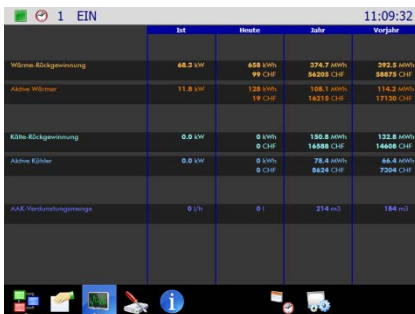 1 EIN 11:09:32
Ist Heute Jahr Vorjahr
Wärme-Rückgewinnung 68.3 kW 658 kWh 374.7 MWh 392.5 MWh
99 CHF 56205 CHF 58875 CHF
Aktive Wärmer 11.8 kW 128 kWh 108.1 MWh 114.2 MWh
19 CHF 16215 CHF 17130 CHF
Kälte-Rückgewinnung 0.0 kW 0 kWh 150.8 MWh 132.8 MWh
0 CHF 16588 CHF 14608 CHF
Aktive Kühler 0.0 kW 0 kWh 78.4 MWh 66.4 MWh
0 CHF 8624 CHF 7304 CHF
AAK-Verdunstungsmenge 0 l/h 0 l 214 m3 184 m3